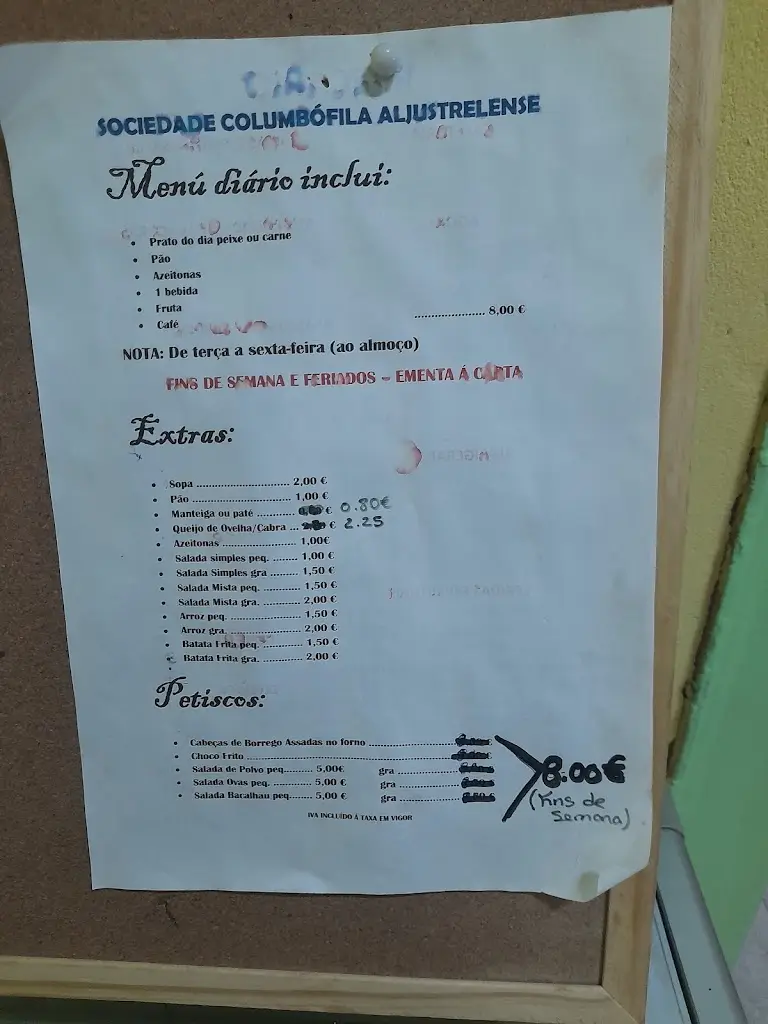 SOCIEDADE COLUMBÓFILA ALJUSTRELENSE
Menú diário inclui:
• Prato do dia peixe ou carne
• Pão
• Azeitonas
• 1 bebida
• Fruta ..................... 8,00 €
• Café
NOTA: De terça a sexta-feira (ao almoço)
FINS DE SEMANA E FERIADOS – EMENTA Á CARTA
Extras:
• Sopa ............................. 2,00 €
• Pão ............................... 1,00 €
• Manteiga ou paté ............ € 0.80€
• Queijo de Ovelha/Cabra ... € 2.25
• Azeitonas ........................ 1,00€
• Salada simples peq. .......... 1,00 €
• Salada Simples gra ......... 1,50 €
• Salada Mista peq. ............ 1,50 €
• Salada Mista gra. ............ 2,00 €
• Arroz peq. ........................ 1,50 €
• Arroz gra. ........................ 2,00 €
• Batata Frita peq. ............ 1,50 €
• Batata Frita gra. ............ 2,00 €
Petiscos:
• Cabeças de Borrego Assadas no forno ..........................
• Choco Frito ................................................................
• Salada de Polvo peq.......... 5,00€ gra ..................
• Salada Ovas peq. .............. 5,00 € gra ..................
• Salada Bacalhau peq........ 5,00 € gra ..................
8.00€
(Fins de
Semana)
IVA INCLUÍDO Á TAXA EM VIGOR